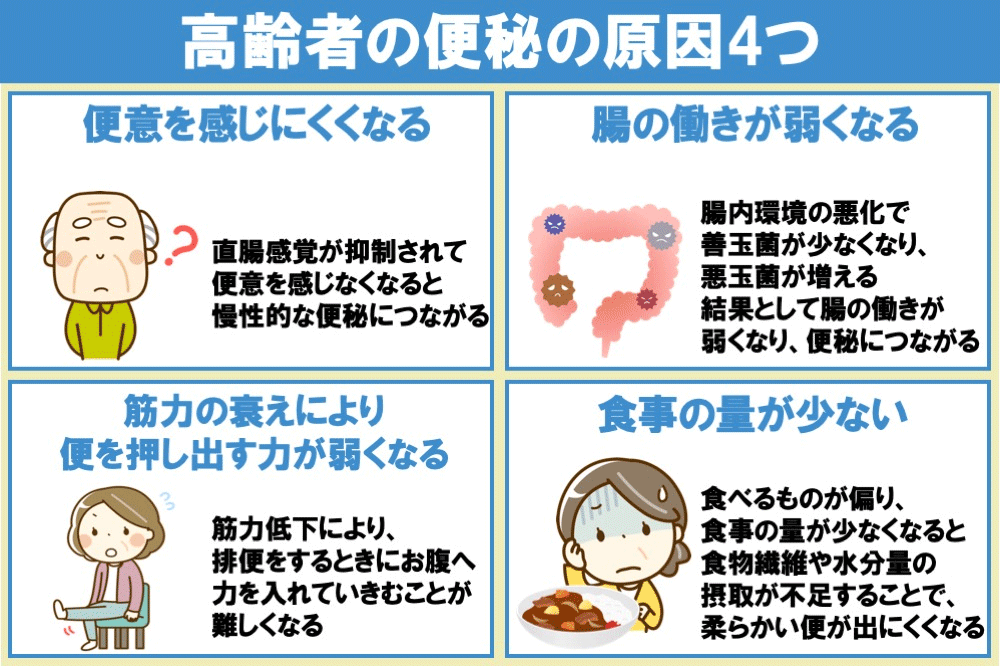 高齢者の便秘の原因4つ
便意を感じにくくなる
直腸感覚が抑制されて
便意を感じなくなると
慢性的な便秘につながる
腸の働きが弱くなる
腸内環境の悪化で
善玉菌が少なくなり、
悪玉菌が増える
結果として腸の働きが
弱くなり、便秘につながる
筋力の衰えにより
便を押し出す力が弱くなる
筋力低下により、
排便をするときにお腹へ
力を入れていきむことが
難しくなる
食事の量が少ない
食べるものが偏り、
食事の量が少なくなると
食物繊維や水分量の
摂取が不足することで、
柔らかい便が出にくくなる